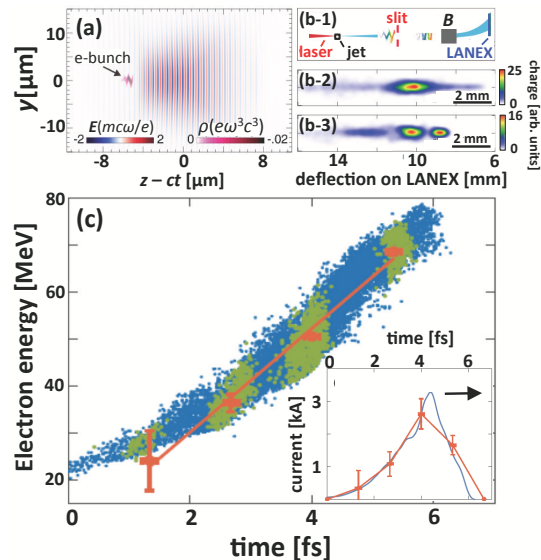 (a)
e-bunch
y[μm]
10
0
-10
E(mcω/e)
-2 2
ρ(eω³c³)
0 -.02
-8 0 8
z − ct [μm]
(b-1)
slit
B
laser
jet
LANEX
(b-2)
2 mm
25
0
(b-3)
2 mm
16
0
charge [arb. units]
14 10 6
deflection on LANEX [mm]
(c)
80
60
40
20
Electron energy [MeV]
0 2 4 6
time [fs]
time [fs]
0 2 4 6
3
1
current [kA]